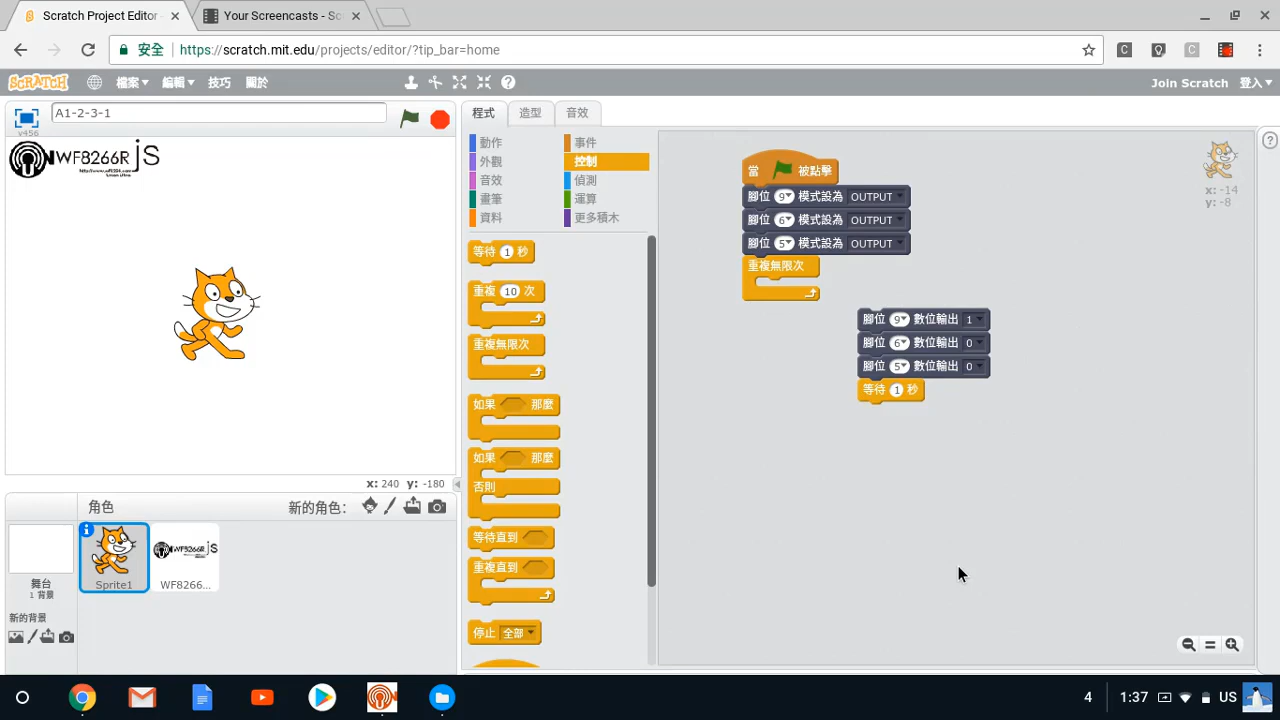 Scratch Project Editor -
Your Screencasts - Scr
安全
https://scratch.mit.edu/projects/editor/?tip_bar=home
SCRATCH
檔案
編輯
技巧
關於
Join Scratch
登入
v456
A1-2-3-1
程式
造型
音效
WF8266R JS
動作
事件
外觀
控制
音效
偵測
畫筆
運算
資料
更多積木
等待 1 秒
重複 10 次
重複無限次
如果 那麼
如果 那麼
否則
等待直到
重複直到
停止 全部
當 被點擊
腳位 9 模式設為 OUTPUT
腳位 6 模式設為 OUTPUT
腳位 5 模式設為 OUTPUT
重複無限次
腳位 9 數位輸出 1
腳位 6 數位輸出 0
腳位 5 數位輸出 0
等待 1 秒
x: -14
y: -8
x: 240 y: -180
角色
新的角色:
舞台
1 背景
新的背景
Sprite1
WF8266R JS
WF8266...
4
1:37
US